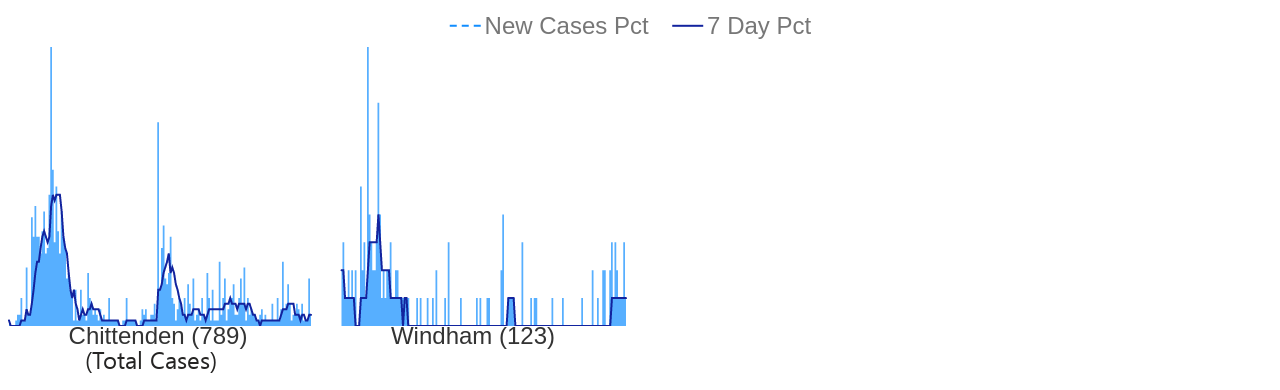 New Cases Pct 7 Day Pct
Chittenden (789) Windham (123)
(Total Cases)